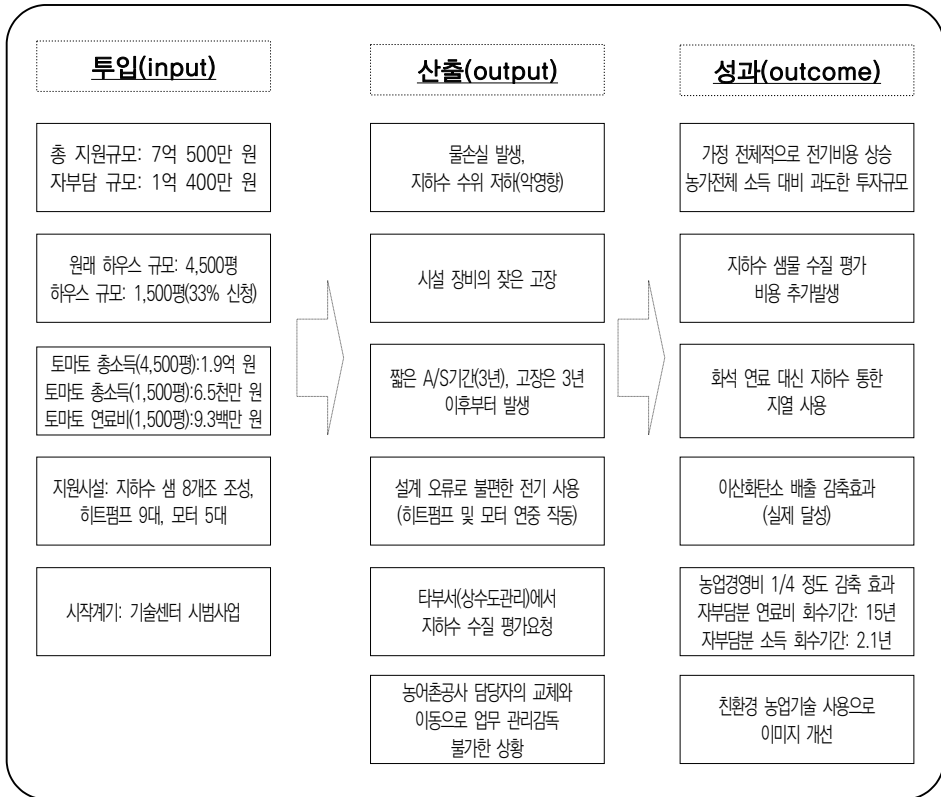 투입(input)
총 지원규모: 7억 500만 원
자부담 규모: 1억 400만 원
원래 하우스 규모: 4,500평
하우스 규모: 1,500평(33% 신청)
토마토 총소득(4,500평):1.9억 원
토마토 총소득(1,500평):6.5천만 원
토마토 연료비(1,500평):9.3백만 원
지원시설: 지하수 샘 8개조 조성,
히트펌프 9대, 모터 5대
시작계기: 기술센터 시범사업
산출(output)
물손실 발생,
지하수 수위 저하(악영향)
시설 장비의 잦은 고장
짧은 A/S기간(3년), 고장은 3년
이후부터 발생
설계 오류로 불편한 전기 사용
(히트펌프 및 모터 연중 작동)
타부서(상수도관리)에서
지하수 수질 평가요청
농어촌공사 담당자의 교체와
이동으로 업무 관리감독
불가한 상황
성과(outcome)
가정 전체적으로 전기비용 상승
농가전체 소득 대비 과도한 투자규모
지하수 샘물 수질 평가
비용 추가발생
화석 연료 대신 지하수 통한
지열 사용
이산화탄소 배출 감축효과
(실제 달성)
농업경영비 1/4 정도 감축 효과
자부담분 연료비 회수기간: 15년
자부담분 소득 회수기간: 2.1년
친환경 농업기술 사용으로
이미지 개선